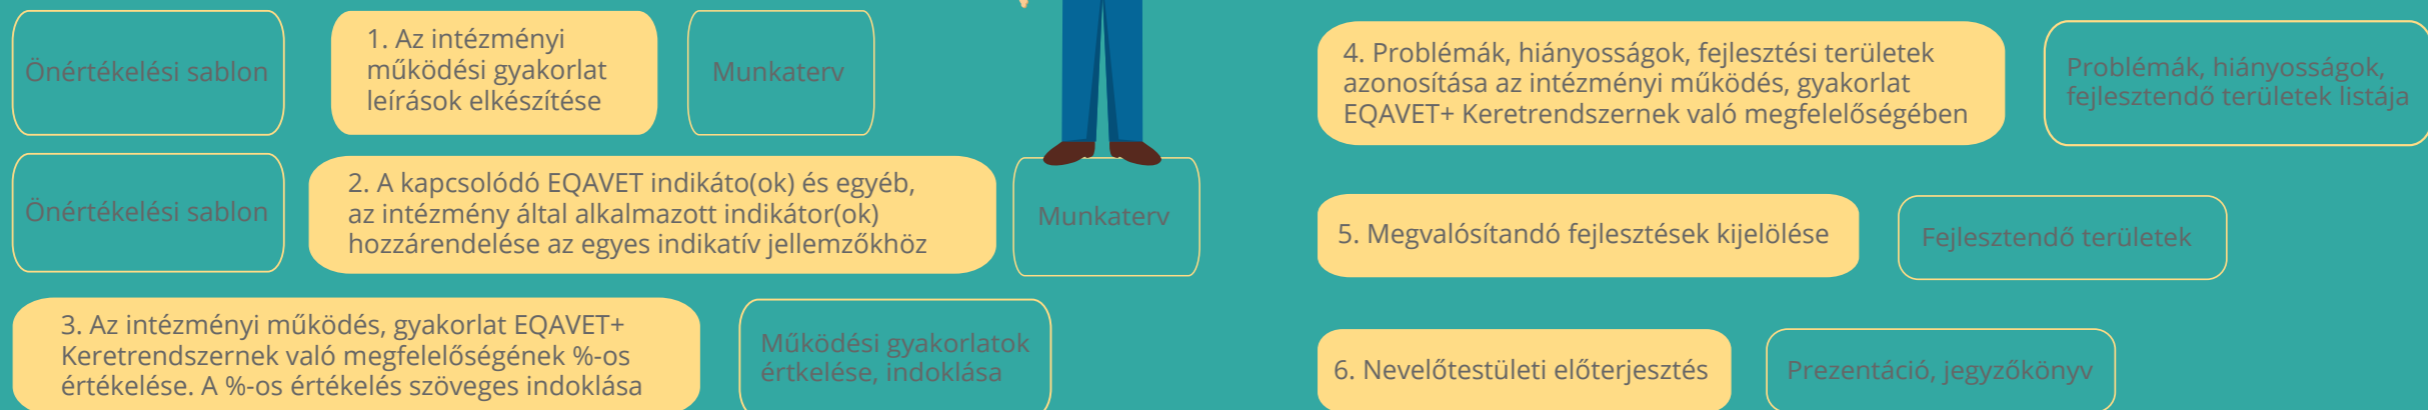 Önértékelési sablon
1. Az intézményi
működési gyakorlat
leírások elkészítése
Munkaterv
Önértékelési sablon
2. A kapcsolódó EQAVET indikáto(ok) és egyéb,
az intézmény által alkalmazott indikátor(ok)
hozzárendelése az egyes indikatív jellemzőkhöz
Munkaterv
3. Az intézményi működés, gyakorlat EQAVET+
Keretrendszernek való megfelelőségének %-os
értékelése. A %-os értékelés szöveges indoklása
Működési gyakorlatok
értkelése, indoklása
4. Problémák, hiányosságok, fejlesztési területek
azonosítása az intézményi működés, gyakorlat
EQAVET+ Keretrendszernek való megfelelőségében
Problémák, hiányosságok,
fejlesztendő területek listája
5. Megvalósítandó fejlesztések kijelölése
Fejlesztendő területek
6. Nevelőtestületi előterjesztés
Prezentáció, jegyzőkönyv